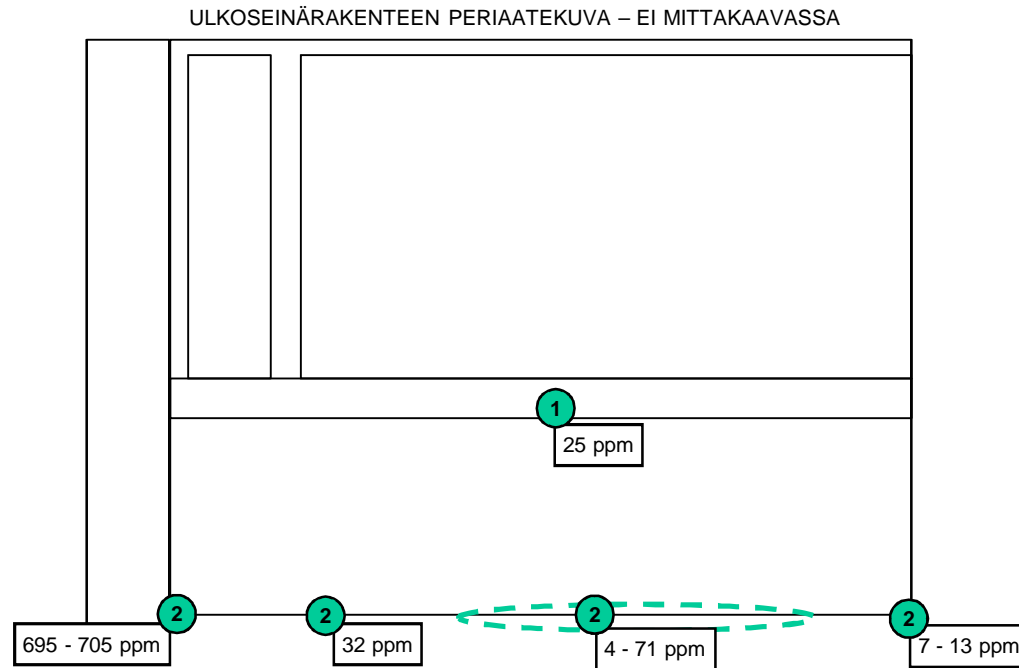 ULKOSEINÄRAKENTEEN PERIAATEKUVA – EI MITTAKAAVASSA
1
25 ppm
2
2
2
2
695 - 705 ppm
32 ppm
4 - 71 ppm
7 - 13 ppm